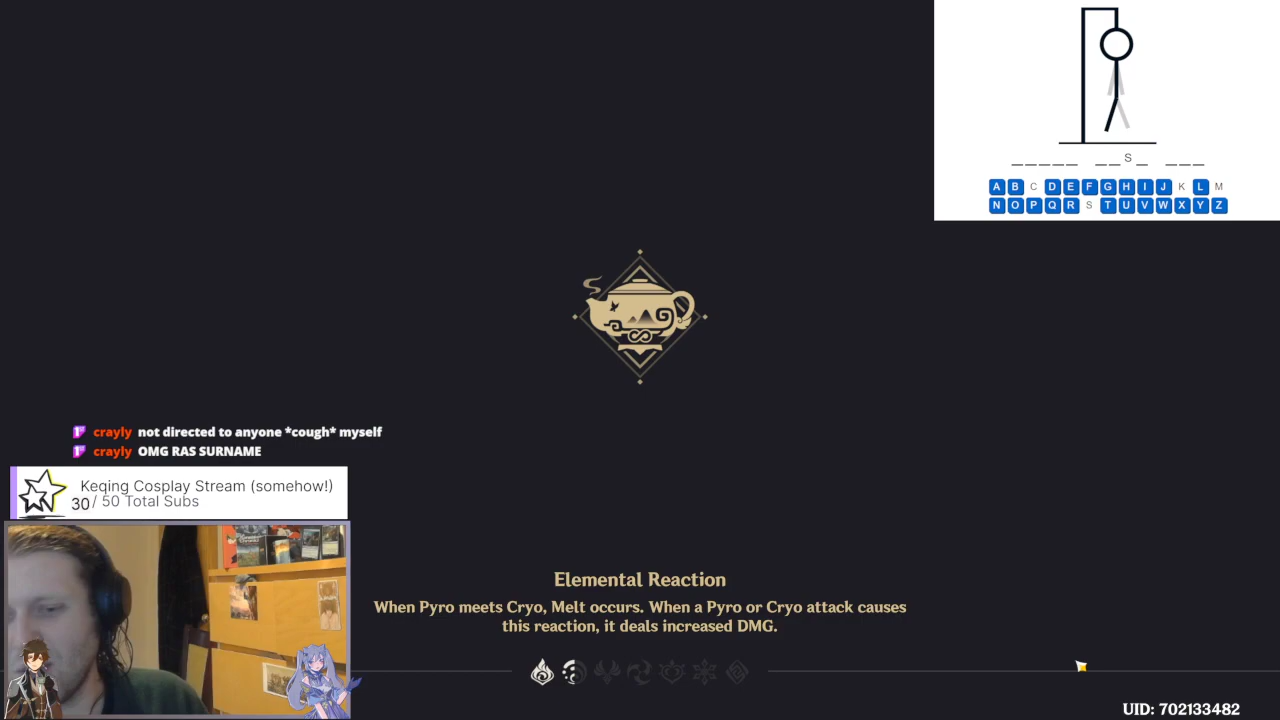 S
A B C D E F G H I J K L M
N O P Q R S T U V W X Y Z
crayly not directed to anyone *cough* myself
crayly OMG RAS SURNAME
Keqing Cosplay Stream (somehow!)
30 / 50 Total Subs
Elemental Reaction
When Pyro meets Cryo, Melt occurs. When a Pyro or Cryo attack causes
this reaction, it deals increased DMG.
UID: 702133482